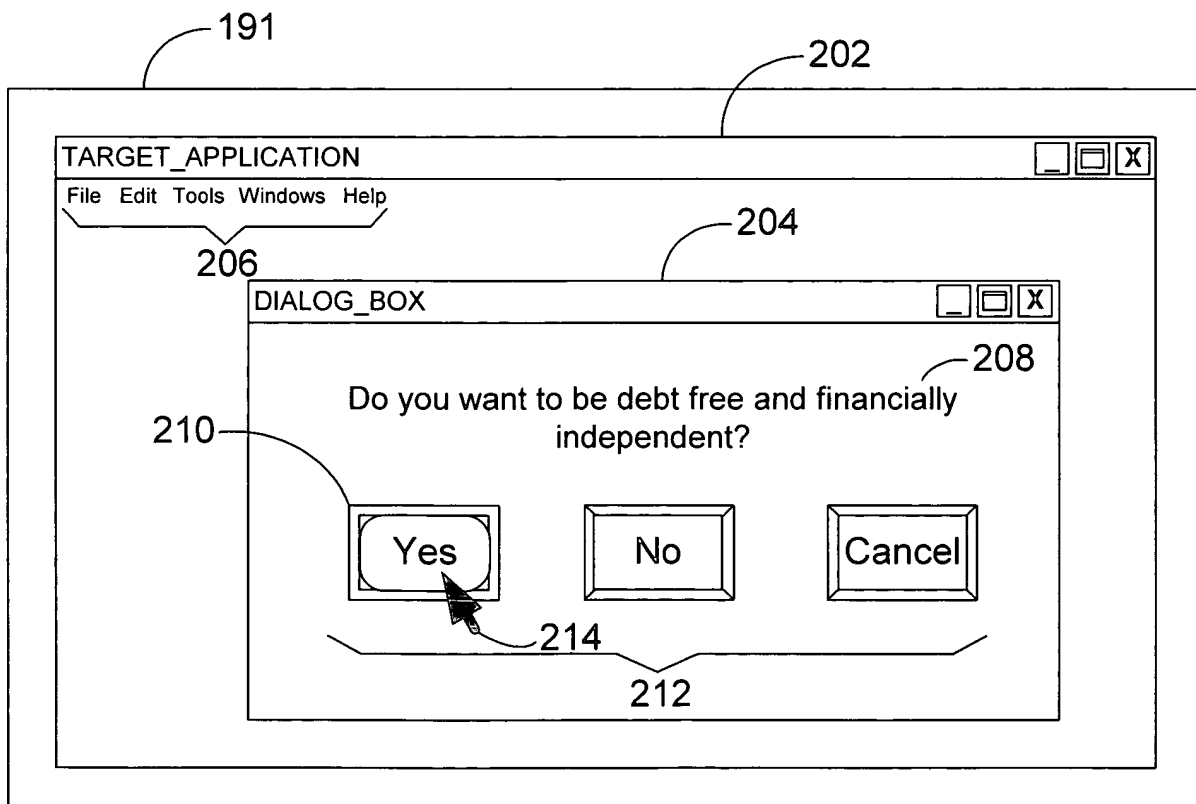 191
202
TARGET_APPLICATION _ X
File Edit Tools Windows Help
206
204
DIALOG_BOX _ X
208
Do you want to be debt free and financially
independent?
210
Yes No Cancel
214
212